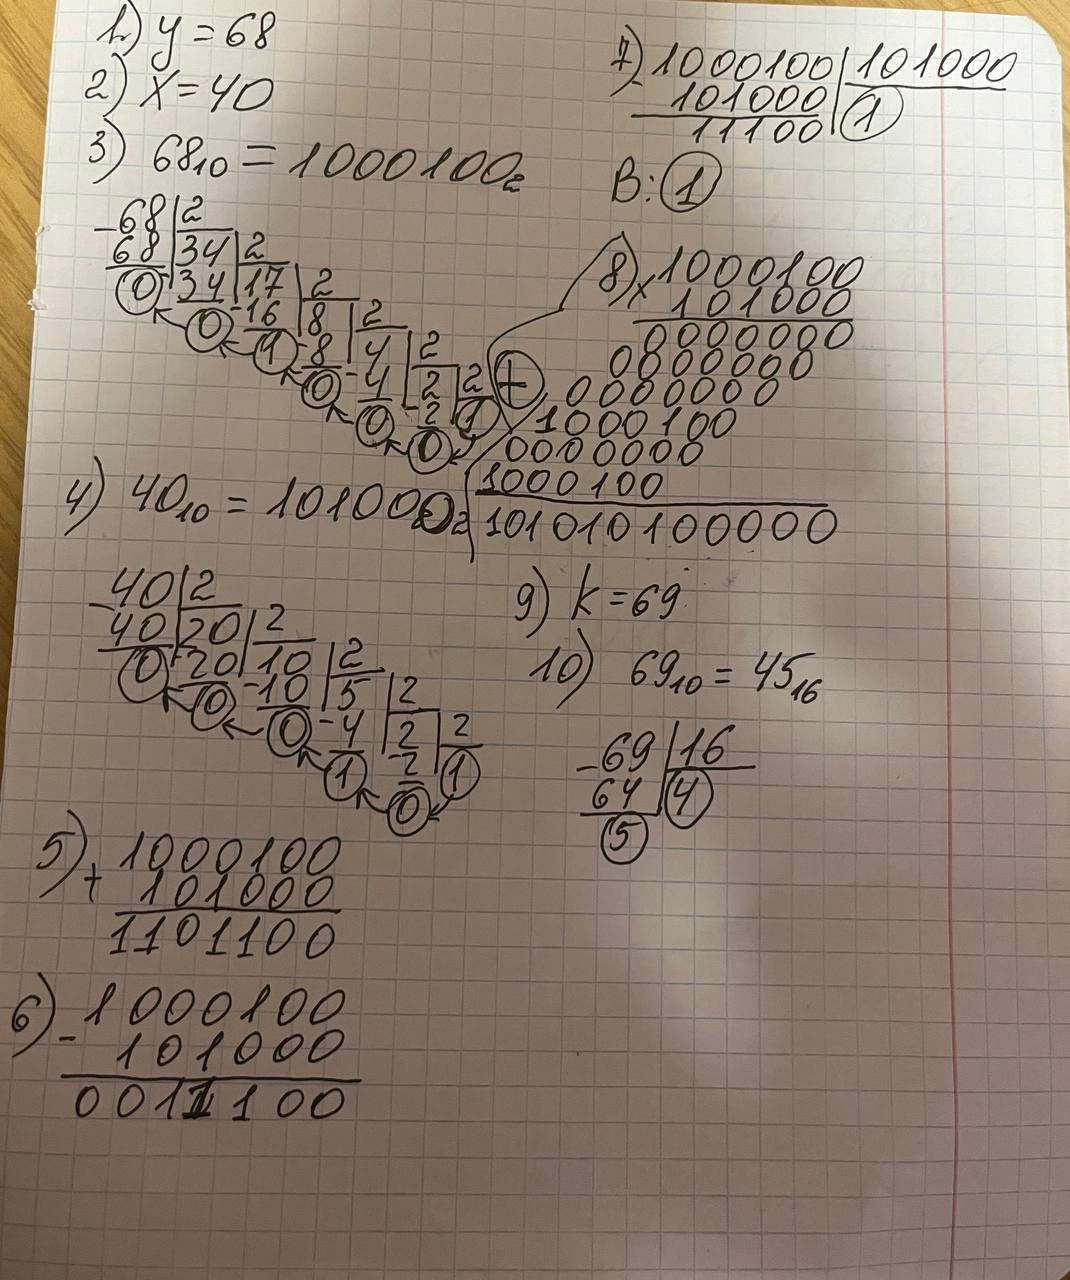 1) y = 68
2) x = 40
3) 68₁₀ = 1000100₂
-68 | 2
68 | 34 | 2
0 -34 | 17 | 2
0 -16 | 8 | 2
1 -8 | 4 | 2
0 -4 | 2 | 2
0 -2 | 1
0
4) 40₁₀ = 101000₂
-40 | 2
40 | 20 | 2
0 -20 | 10 | 2
0 -10 | 5 | 2
0 -4 | 2 | 2
1 -2 | 1
0
5) + 1000100
101000
1101100
6) - 1000100
101000
0011100
7) - 1000100 | 101000
101000 | 1
11100
В: 1
8) x 1000100
101000
0000000
0000000
+ 0000000
1000100
0000000
1000100
101010100000
9) k = 69
10) 69₁₀ = 45₁₆
-69 | 16
64 | 4
5